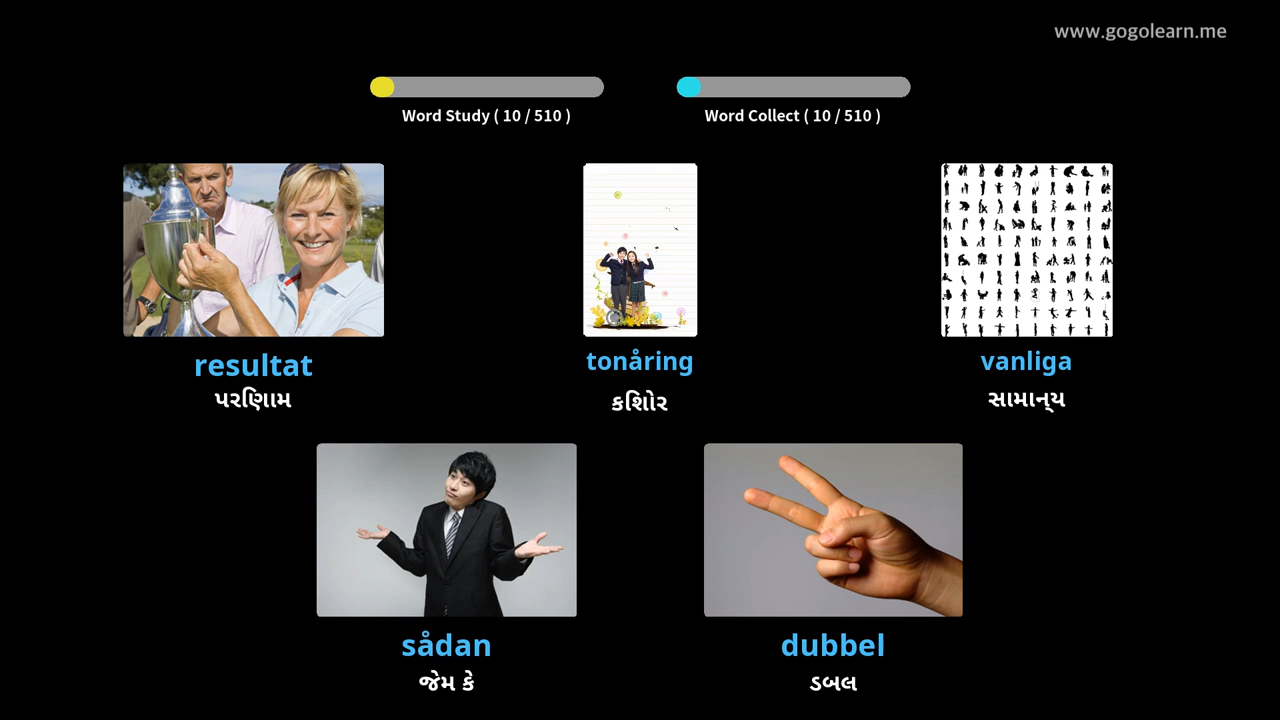 www.gogolearn.me
Word Study ( 10 / 510 )
Word Collect ( 10 / 510 )
resultat
પરિણામ
tonåring
કિશોર
vanliga
સામાન્ય
sådan
જેમ કે
dubbel
ડબલ